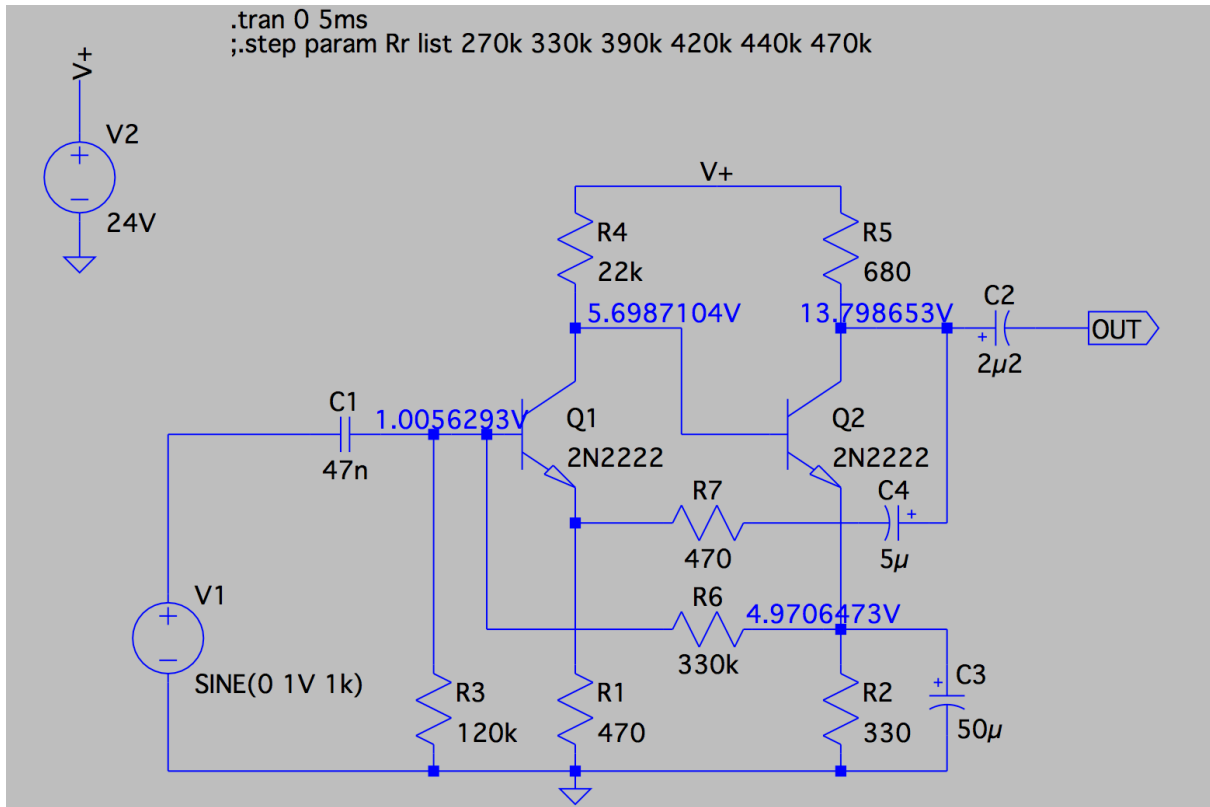 .tran 0 5ms
;.step param Rr list 270k 330k 390k 420k 440k 470k
V+
V2
24V
V+
R4
22k
R5
680
5.6987104V
13.798653V
C2
2µ2
OUT
C1
47n
1.0056293V
Q1
2N2222
Q2
2N2222
R7
470
C4
5µ
R6
330k
4.9706473V
V1
SINE(0 1V 1k)
R3
120k
R1
470
R2
330
C3
50µ